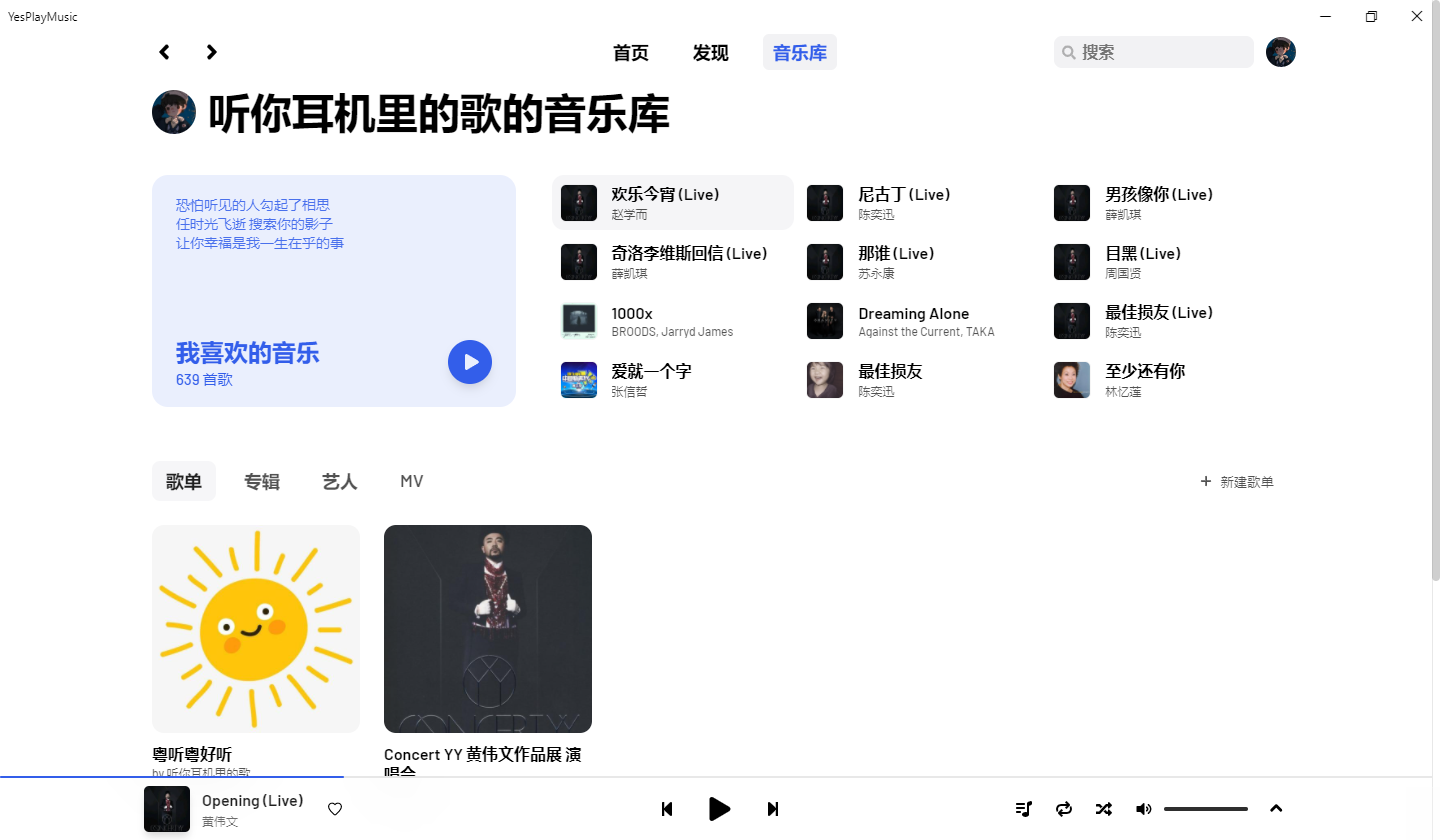 YesPlayMusic
首页
发现
音乐库
搜索
听你耳机里的歌的音乐库
恐怕听见的人勾起了相思
任时光飞逝 搜索你的影子
让你幸福是我一生在乎的事
我喜欢的音乐
639 首歌
欢乐今宵 (Live)
赵学而
尼古丁 (Live)
陈奕迅
男孩像你 (Live)
薛凯琪
奇洛李维斯回信 (Live)
薛凯琪
那谁 (Live)
苏永康
目黑 (Live)
周国贤
1000x
BROODS, Jarryd James
Dreaming Alone
Against the Current, TAKA
最佳损友 (Live)
陈奕迅
爱就一个字
张信哲
最佳损友
陈奕迅
至少还有你
林忆莲
歌单
专辑
艺人
MV
新建歌单
粤听粤好听
by 听你耳机里的歌
Concert YY 黄伟文作品展 演
唱会
Opening (Live)
黄伟文